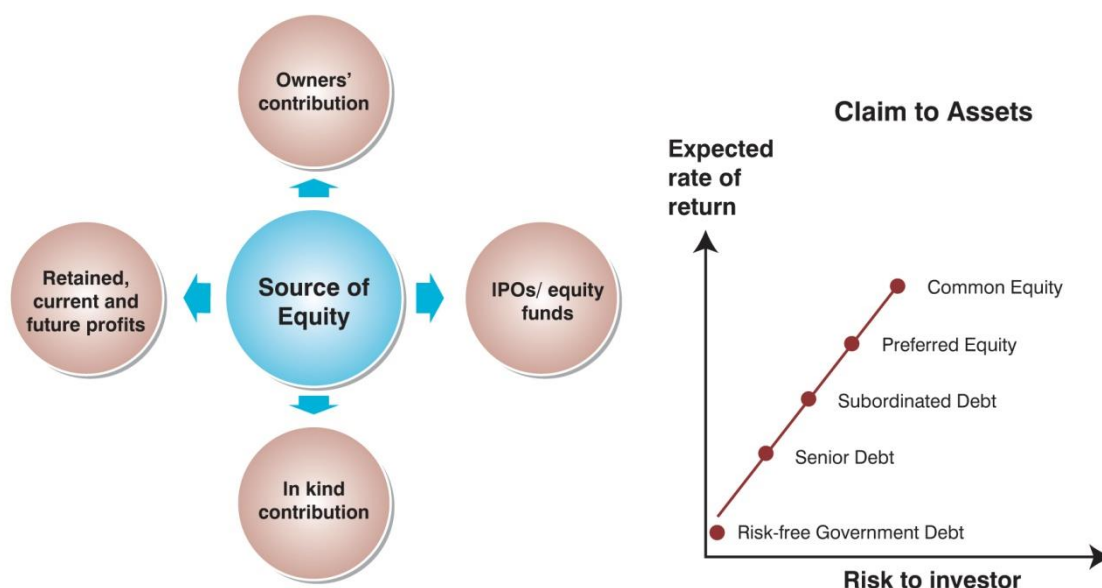 Owners'
contribution
Retained,
current and
future profits
Source of
Equity
IPOs/ equity
funds
In kind
contribution
Claim to Assets
Expected
rate of
return
Common Equity
Preferred Equity
Subordinated Debt
Senior Debt
Risk-free Government Debt
Risk to investor